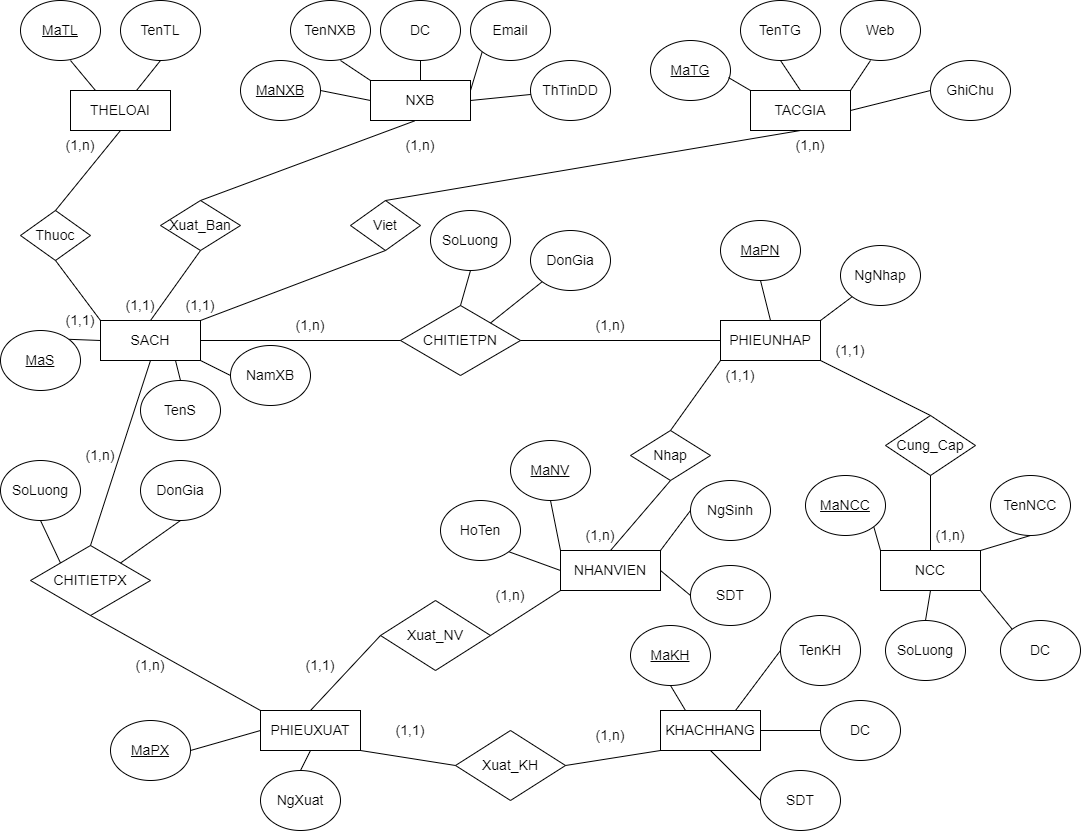 MaTL
TenTL
TenNXB
DC
Email
TenTG
Web
MaNXB
ThTinDD
MaTG
GhiChu
THELOAI
NXB
TACGIA
(1,n)
(1,n)
(1,n)
Thuoc
Xuat_Ban
Viet
SoLuong
DonGia
MaPN
NgNhap
(1,1)
(1,1)
(1,1)
(1,n)
(1,n)
SACH
CHITIETPN
PHIEUNHAP
(1,1)
MaS
NamXB
(1,1)
TenS
(1,n)
Nhap
Cung_Cap
SoLuong
DonGia
MaNV
NgSinh
MaNCC
TenNCC
HoTen
(1,n)
(1,n)
CHITIETPX
NHANVIEN
NCC
(1,n)
SDT
Xuat_NV
(1,n)
(1,1)
MaKH
TenKH
SoLuong
DC
PHIEUXUAT
(1,1)
(1,n)
KHACHHANG
DC
MaPX
Xuat_KH
NgXuat
SDT